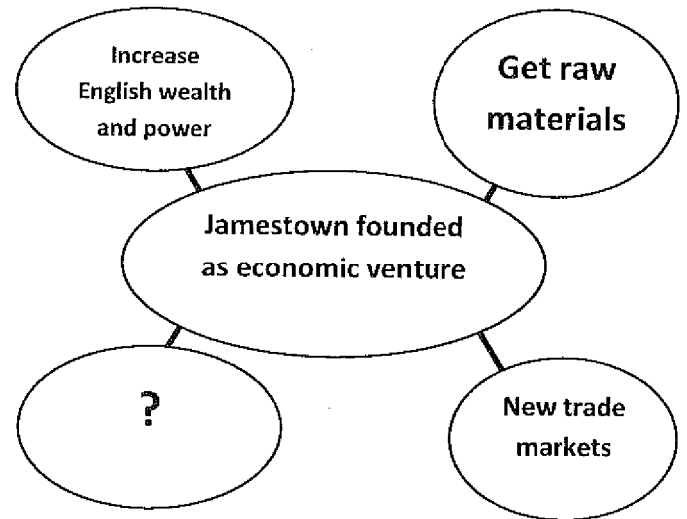 Increase
English wealth
and power
Get raw
materials
Jamestown founded
as economic venture
?
New trade
markets